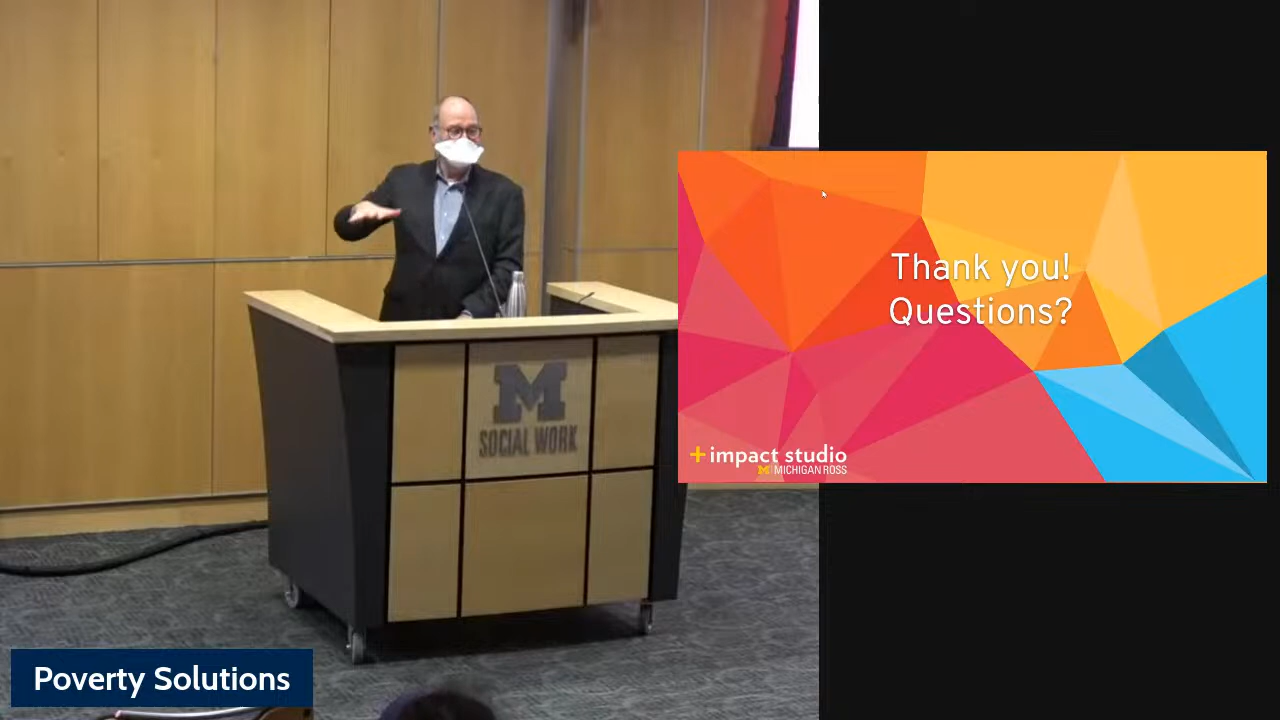 M
SOCIAL WORK
Thank you!
Questions?
+impact studio
M MICHIGAN ROSS
Poverty Solutions